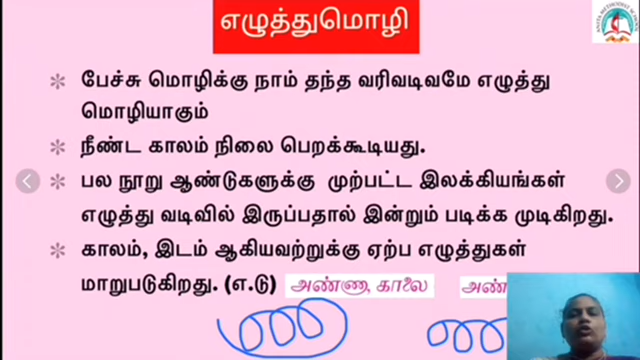 எழுத்துமொழி
பேச்சு மொழிக்கு நாம் தந்த வரிவடிவமே எழுத்து
மொழியாகும்
நீண்ட காலம் நிலை பெறக்கூடியது.
பல நூறு ஆண்டுகளுக்கு முற்பட்ட இலக்கியங்கள்
எழுத்து வடிவில் இருப்பதால் இன்றும் படிக்க முடிகிறது.
காலம், இடம் ஆகியவற்றுக்கு ஏற்ப எழுத்துகள்
மாறுபடுகிறது. (எ.டு) அண்ணா, காலை